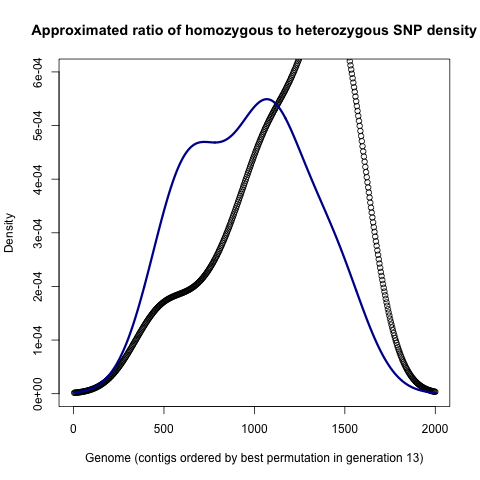 Approximated ratio of homozygous to heterozygous SNP density
6e-04
5e-04
4e-04
3e-04
2e-04
1e-04
0e+00
Density
0 500 1000 1500 2000
Genome (contigs ordered by best permutation in generation 13)